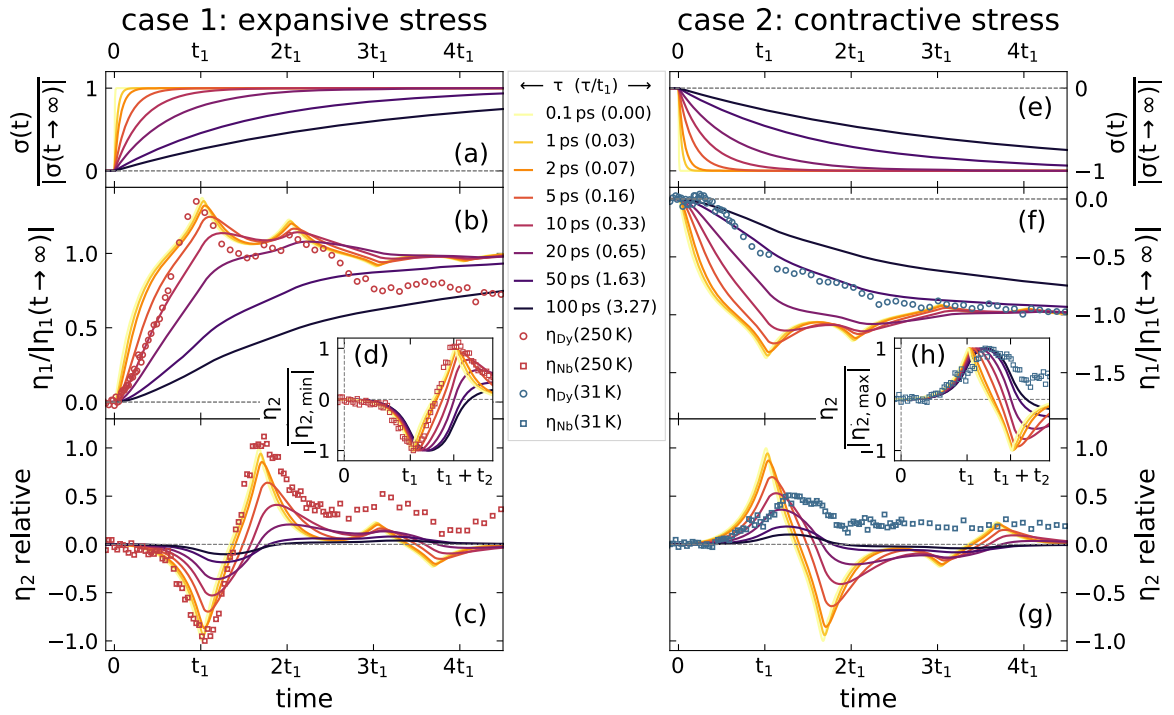 case 1: expansive stress
case 2: contractive stress
0 t₁ 2t₁ 3t₁ 4t₁
0 t₁ 2t₁ 3t₁ 4t₁
σ(t)
|σ(t → ∞)|
1
0
(a)
← τ (τ/t₁) →
0.1 ps (0.00)
1 ps (0.03)
2 ps (0.07)
5 ps (0.16)
10 ps (0.33)
20 ps (0.65)
50 ps (1.63)
100 ps (3.27)
η_Dy(250 K)
η_Nb(250 K)
η_Dy(31 K)
η_Nb(31 K)
(e)
0
−1
σ(t)
|σ(t → ∞)|
η₁/|η₁(t → ∞)|
1.0
0.5
0.0
(b)
(d)
η₂
|η₂, min|
1
0
−1
0 t₁ t₁ + t₂
(f)
0.0
−0.5
−1.0
−1.5
η₁/|η₁(t → ∞)|
(h)
η₂
|η₂, max|
1
0
−1
0 t₁ t₁ + t₂
η₂ relative
1.0
0.5
0.0
−0.5
−1.0
(c)
0 t₁ 2t₁ 3t₁ 4t₁
time
(g)
1.0
0.5
0.0
−0.5
−1.0
η₂ relative
0 t₁ 2t₁ 3t₁ 4t₁
time